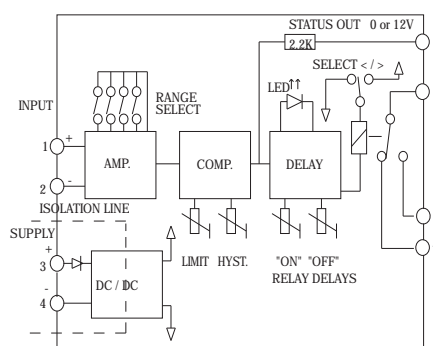 STATUS OUT 0 or 12V
2.2K
SELECT < / >
LED
RANGE
SELECT
INPUT
1 +
AMP.
COMP.
DELAY
2 -
ISOLATION LINE
SUPPLY
+
3
DC / DC
LIMIT HYST.
"ON" "OFF"
RELAY DELAYS
-
4